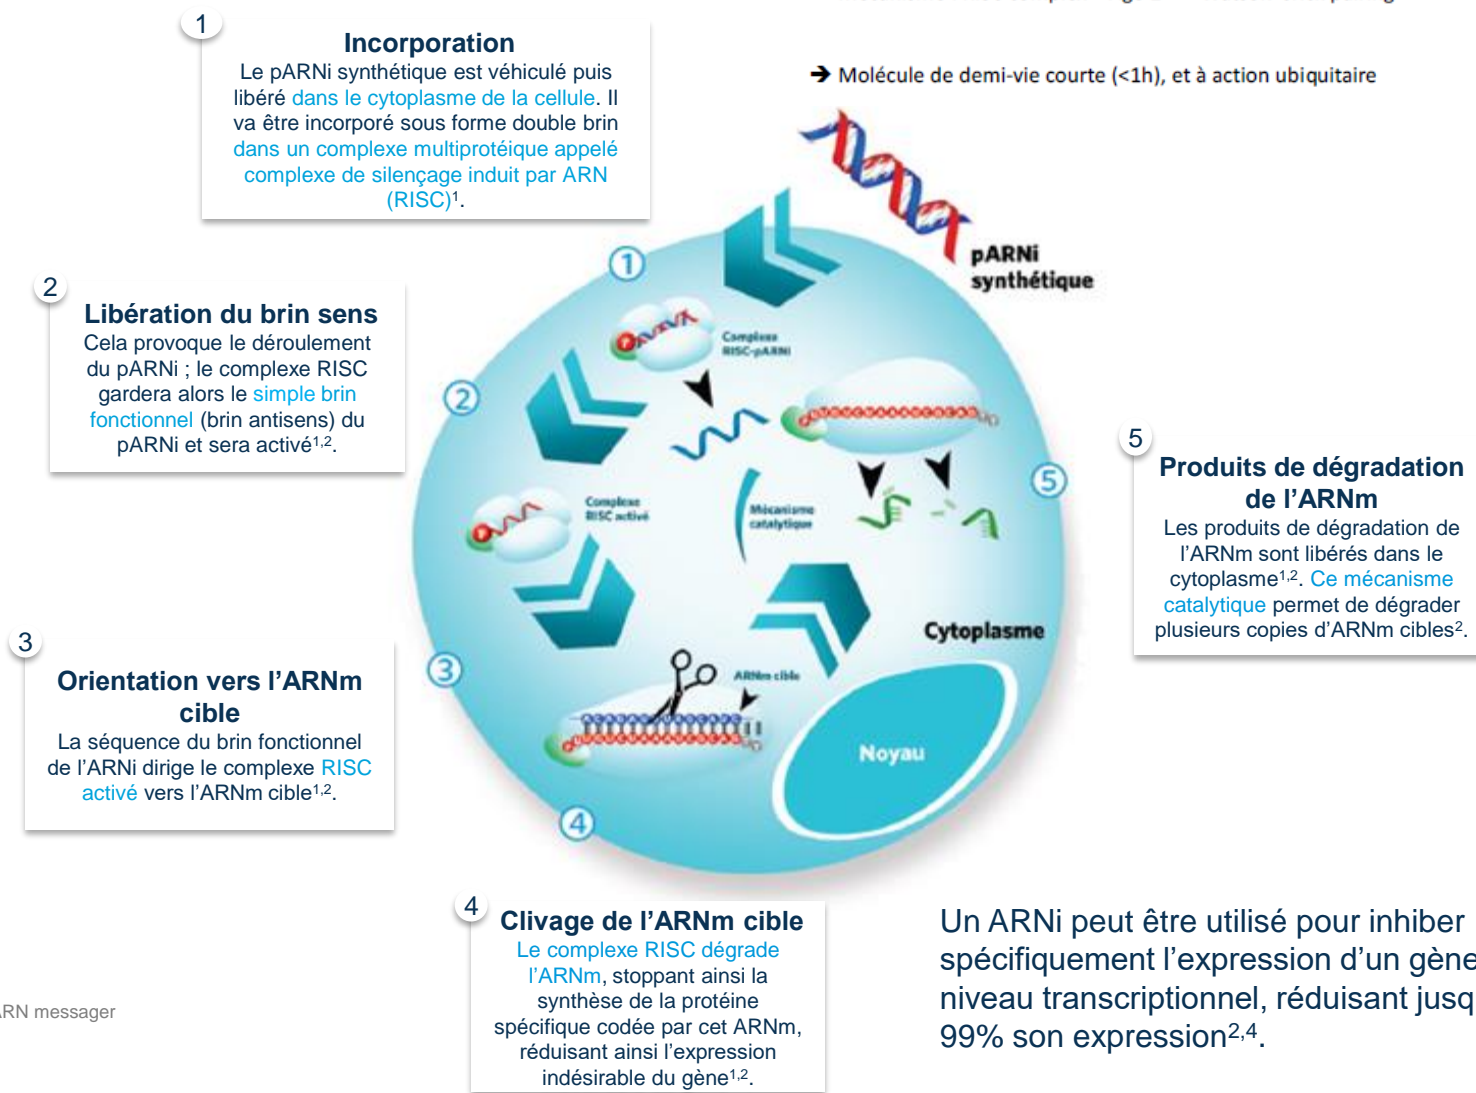 ➔ Molécule de demi-vie courte (<1h), et à action ubiquitaire
1
Incorporation
Le pARNi synthétique est véhiculé puis
libéré dans le cytoplasme de la cellule. Il
va être incorporé sous forme double brin
dans un complexe multiprotéique appelé
complexe de silençage induit par ARN
(RISC)1.
2
Libération du brin sens
Cela provoque le déroulement
du pARNi ; le complexe RISC
gardera alors le simple brin
fonctionnel (brin antisens) du
pARNi et sera activé1,2.
3
Orientation vers l’ARNm
cible
La séquence du brin fonctionnel
de l’ARNi dirige le complexe RISC
activé vers l’ARNm cible1,2.
4
Clivage de l’ARNm cible
Le complexe RISC dégrade
l’ARNm, stoppant ainsi la
synthèse de la protéine
spécifique codée par cet ARNm,
réduisant ainsi l’expression
indésirable du gène1,2.
5
Produits de dégradation
de l’ARNm
Les produits de dégradation de
l’ARNm sont libérés dans le
cytoplasme1,2. Ce mécanisme
catalytique permet de dégrader
plusieurs copies d’ARNm cibles2.
pARNi
synthétique
1
P
Complexe
RISC-pARNi
2
5
Complexe
RISC activé
P
Mécanisme
catalytique
3
Cytoplasme
ARNm cible
Noyau
4
Un ARNi peut être utilisé pour inhiber
spécifiquement l’expression d’un gène
niveau transcriptionnel, réduisant jusq
99% son expression2,4.
RN messager